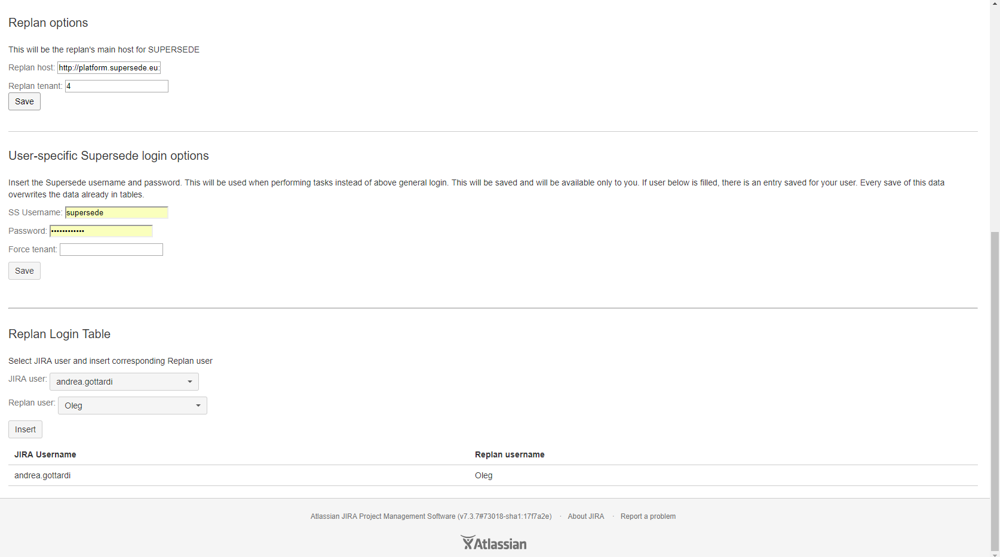 Replan options
This will be the replan's main host for SUPERSEDE
Replan host: http://platform.supersede.eu:
Replan tenant: 4
Save
User-specific Supersede login options
Insert the Supersede username and password. This will be used when performing tasks instead of above general login. This will be saved and will be available only to you. If user below is filled, there is an entry saved for your user. Every save of this data
overwrites the data already in tables.
SS Username: supersede
Password: ••••••••••••
Force tenant:
Save
Replan Login Table
Select JIRA user and insert corresponding Replan user
JIRA user: andrea.gottardi
Replan user: Oleg
Insert
JIRA Username Replan username
andrea.gottardi Oleg
Atlassian JIRA Project Management Software (v7.3.7#73018-sha1:17f7a2e) · About JIRA · Report a problem
Atlassian